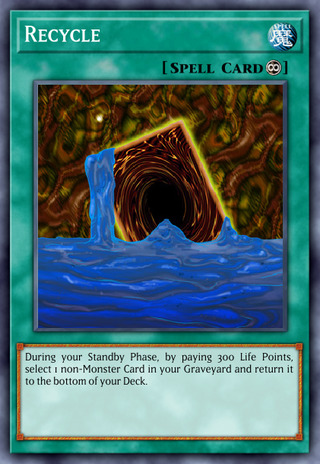 Recycle
[Spell Card]
During your Standby Phase, by paying 300 Life Points,
select 1 non-Monster Card in your Graveyard and return it
to the bottom of your Deck.